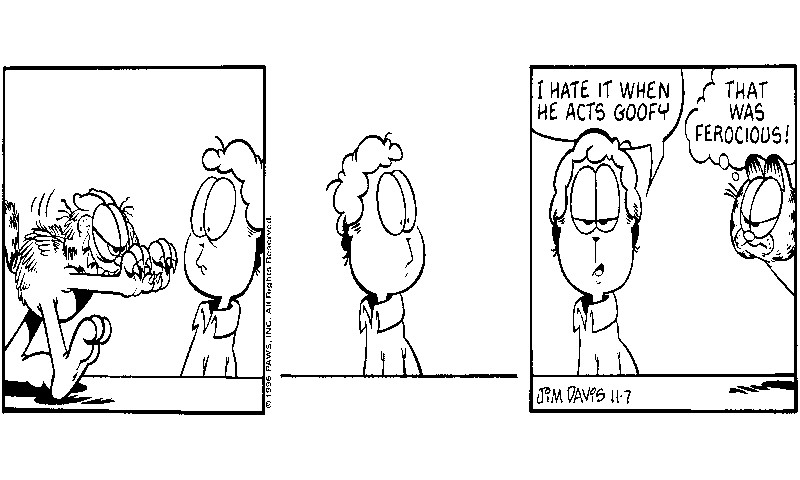 © 1996 PAWS, INC. All Rights Reserved.
I HATE IT WHEN
HE ACTS GOOFY
THAT
WAS
FEROCIOUS!
JIM DAVIS 11·7